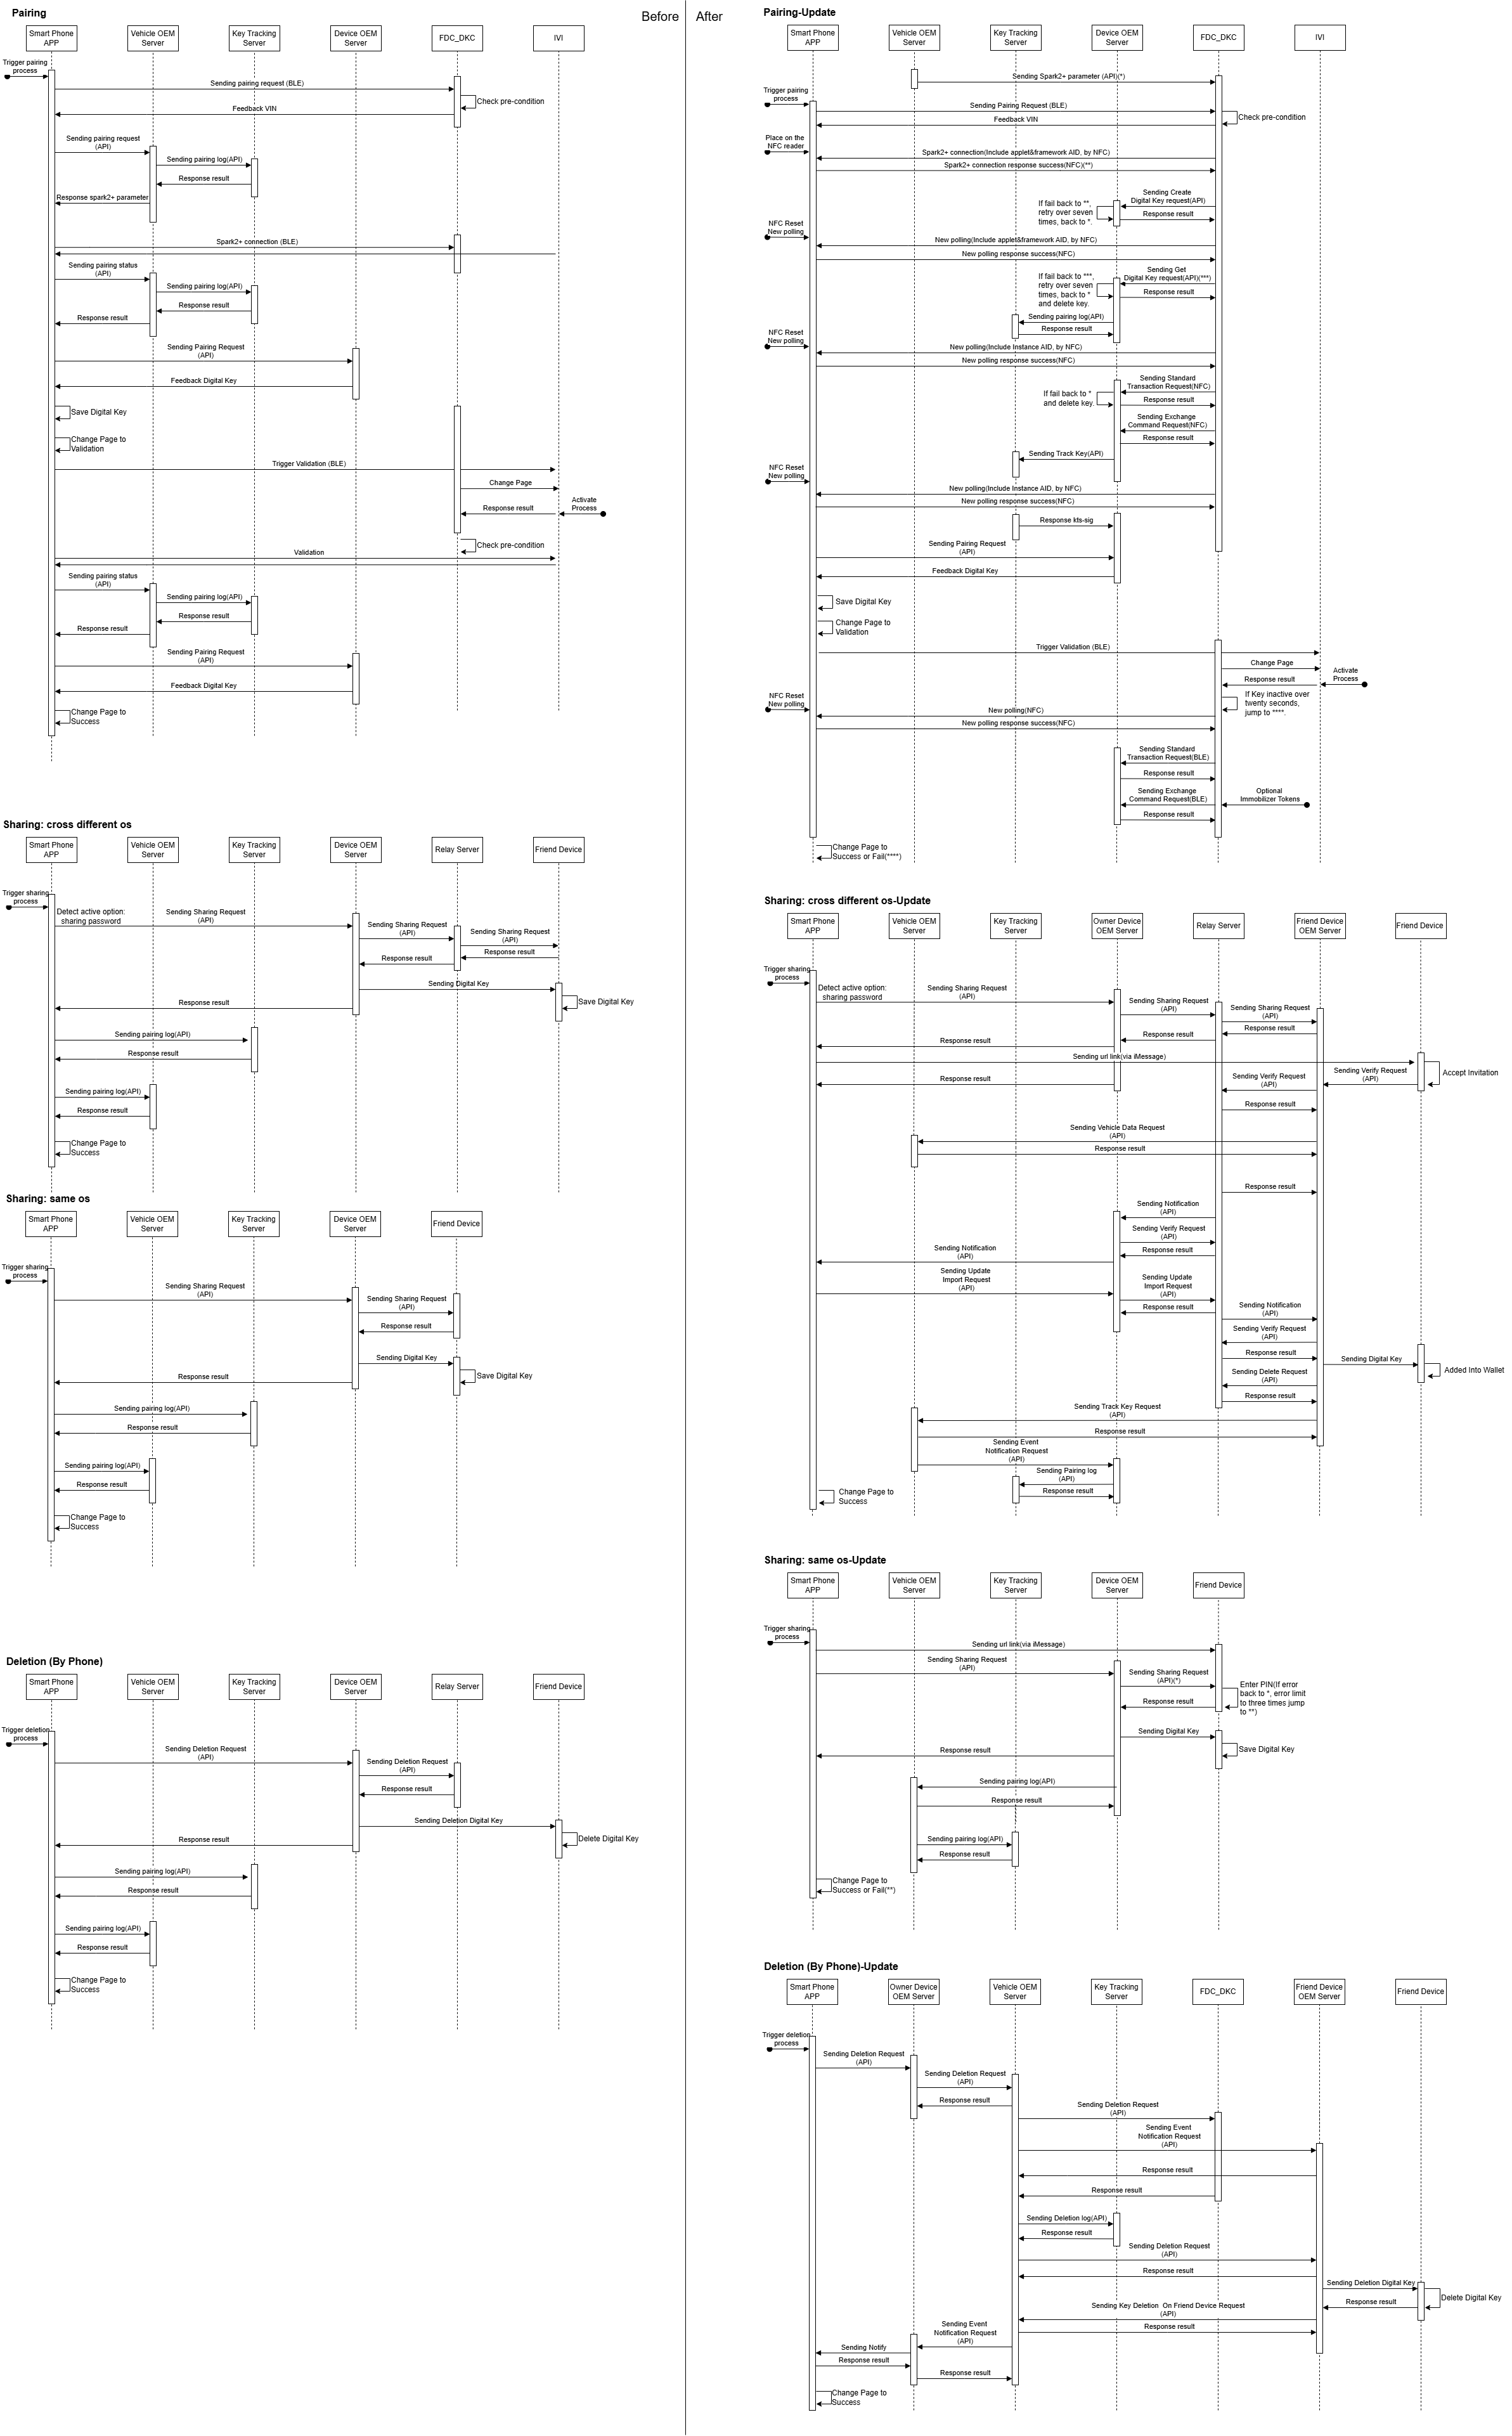 Before
After
Pairing
Smart Phone
APP
Vehicle OEM
Server
Key Tracking
Server
Device OEM
Server
FDC_DKC
IVI
Trigger pairing
process
Sending pairing request (BLE)
Check pre-condition
Feedback VIN
Sending pairing request
(API)
Sending pairing log(API)
Response result
Response spark2+ parameter
Spark2+ connection (BLE)
Sending pairing status
(API)
Sending pairing log(API)
Response result
Response result
Sending Pairing Request
(API)
Feedback Digital Key
Save Digital Key
Change Page to
Validation
Trigger Validation (BLE)
Change Page
Activate
Process
Response result
Check pre-condition
Validation
Sending pairing status
(API)
Sending pairing log(API)
Response result
Response result
Sending Pairing Request
(API)
Feedback Digital Key
Change Page to
Success
Sharing: cross different os
Smart Phone
APP
Vehicle OEM
Server
Key Tracking
Server
Device OEM
Server
Relay Server
Friend Device
Trigger sharing
process
Detect active option:
sharing password
Sending Sharing Request
(API)
Sending Sharing Request
(API)
Sending Sharing Request
(API)
Response result
Response result
Sending Digital Key
Save Digital Key
Response result
Sending pairing log(API)
Response result
Sending pairing log(API)
Response result
Change Page to
Success
Sharing: same os
Smart Phone
APP
Vehicle OEM
Server
Key Tracking
Server
Device OEM
Server
Friend Device
Trigger sharing
process
Sending Sharing Request
(API)
Sending Sharing Request
(API)
Response result
Sending Digital Key
Save Digital Key
Response result
Sending pairing log(API)
Response result
Sending pairing log(API)
Response result
Change Page to
Success
Deletion (By Phone)
Smart Phone
APP
Vehicle OEM
Server
Key Tracking
Server
Device OEM
Server
Relay Server
Friend Device
Trigger deletion
process
Sending Deletion Request
(API)
Sending Deletion Request
(API)
Response result
Sending Deletion Digital Key
Delete Digital Key
Response result
Sending pairing log(API)
Response result
Sending pairing log(API)
Response result
Change Page to
Success
Pairing-Update
Smart Phone
APP
Vehicle OEM
Server
Key Tracking
Server
Device OEM
Server
FDC_DKC
IVI
Sending Spark2+ parameter (API)(*)
Trigger pairing
process
Sending Pairing Request (BLE)
Check pre-condition
Feedback VIN
Place on the
NFC reader
Spark2+ connection(Include applet&framework AID, by NFC)
Spark2+ connection response success(NFC)(**)
Sending Create
Digital Key request(API)
If fail back to **,
retry over seven
times, back to *.
Response result
NFC Reset
New polling
New polling(Include applet&framework AID, by NFC)
New polling response success(NFC)
Sending Get
Digital Key request(API)(***)
If fail back to ***,
retry over seven
times, back to *
and delete key.
Response result
Sending pairing log(API)
Response result
NFC Reset
New polling
New polling(Include Instance AID, by NFC)
New polling response success(NFC)
Sending Standard
Transaction Request(NFC)
If fail back to *
and delete key.
Response result
Sending Exchange
Command Request(NFC)
Response result
Sending Track Key(API)
NFC Reset
New polling
New polling(Include Instance AID, by NFC)
New polling response success(NFC)
Response kts-sig
Sending Pairing Request
(API)
Feedback Digital Key
Save Digital Key
Change Page to
Validation
Trigger Validation (BLE)
Change Page
Activate
Process
Response result
If Key inactive over
twenty seconds,
jump to ****.
NFC Reset
New polling
New polling(NFC)
New polling response success(NFC)
Sending Standard
Transaction Request(BLE)
Response result
Sending Exchange
Command Request(BLE)
Optional
Immobilizer Tokens
Response result
Change Page to
Success or Fail(****)
Sharing: cross different os-Update
Smart Phone
APP
Vehicle OEM
Server
Key Tracking
Server
Owner Device
OEM Server
Relay Server
Friend Device
OEM Server
Friend Device
Trigger sharing
process
Detect active option:
sharing password
Sending Sharing Request
(API)
Sending Sharing Request
(API)
Sending Sharing Request
(API)
Response result
Response result
Response result
Sending url link(via iMessage)
Accept Invitation
Sending Verify Request
(API)
Sending Verify Request
(API)
Response result
Response result
Sending Vehicle Data Request
(API)
Response result
Response result
Sending Notification
(API)
Sending Verify Request
(API)
Response result
Sending Notification
(API)
Sending Update
Import Request
(API)
Sending Update
Import Request
(API)
Response result
Sending Notification
(API)
Sending Verify Request
(API)
Response result
Sending Digital Key
Added Into Wallet
Sending Delete Request
(API)
Response result
Sending Track Key Request
(API)
Response result
Sending Event
Notification Request
(API)
Sending Pairing log
(API)
Response result
Change Page to
Success
Sharing: same os-Update
Smart Phone
APP
Vehicle OEM
Server
Key Tracking
Server
Device OEM
Server
Friend Device
Trigger sharing
process
Sending url link(via iMessage)
Sending Sharing Request
(API)
Sending Sharing Request
(API)(*)
Enter PIN(If error
back to *, error limit
to three times jump
to **)
Response result
Sending Digital Key
Save Digital Key
Response result
Sending pairing log(API)
Response result
Sending pairing log(API)
Response result
Change Page to
Success or Fail(**)
Deletion (By Phone)-Update
Smart Phone
APP
Owner Device
OEM Server
Vehicle OEM
Server
Key Tracking
Server
FDC_DKC
Friend Device
OEM Server
Friend Device
Trigger deletion
process
Sending Deletion Request
(API)
Sending Deletion Request
(API)
Response result
Sending Deletion Request
(API)
Sending Event
Notification Request
(API)
Response result
Response result
Sending Deletion log(API)
Response result
Sending Deletion Request
(API)
Response result
Sending Deletion Digital Key
Delete Digital Key
Response result
Sending Key Deletion On Friend Device Request
(API)
Response result
Sending Event
Notification Request
(API)
Sending Notify
Response result
Response result
Change Page to
Success